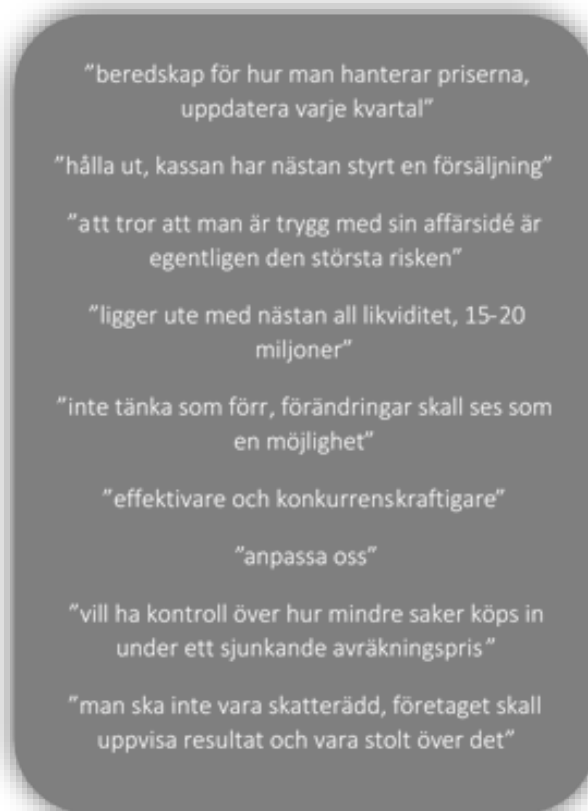 ”beredskap för hur man hanterar priserna,
uppdatera varje kvartal”
”hålla ut, kassan har nästan styrt en försäljning”
”att tror att man är trygg med sin affärsidé är
egentligen den största risken”
”ligger ute med nästan all likviditet, 15-20
miljoner”
”inte tänka som förr, förändringar skall ses som
en möjlighet”
”effektivare och konkurrenskraftigare”
”anpassa oss”
”vill ha kontroll över hur mindre saker köps in
under ett sjunkande avräkningspris”
”man ska inte vara skatterädd, företaget skall
uppvisa resultat och vara stolt över det”